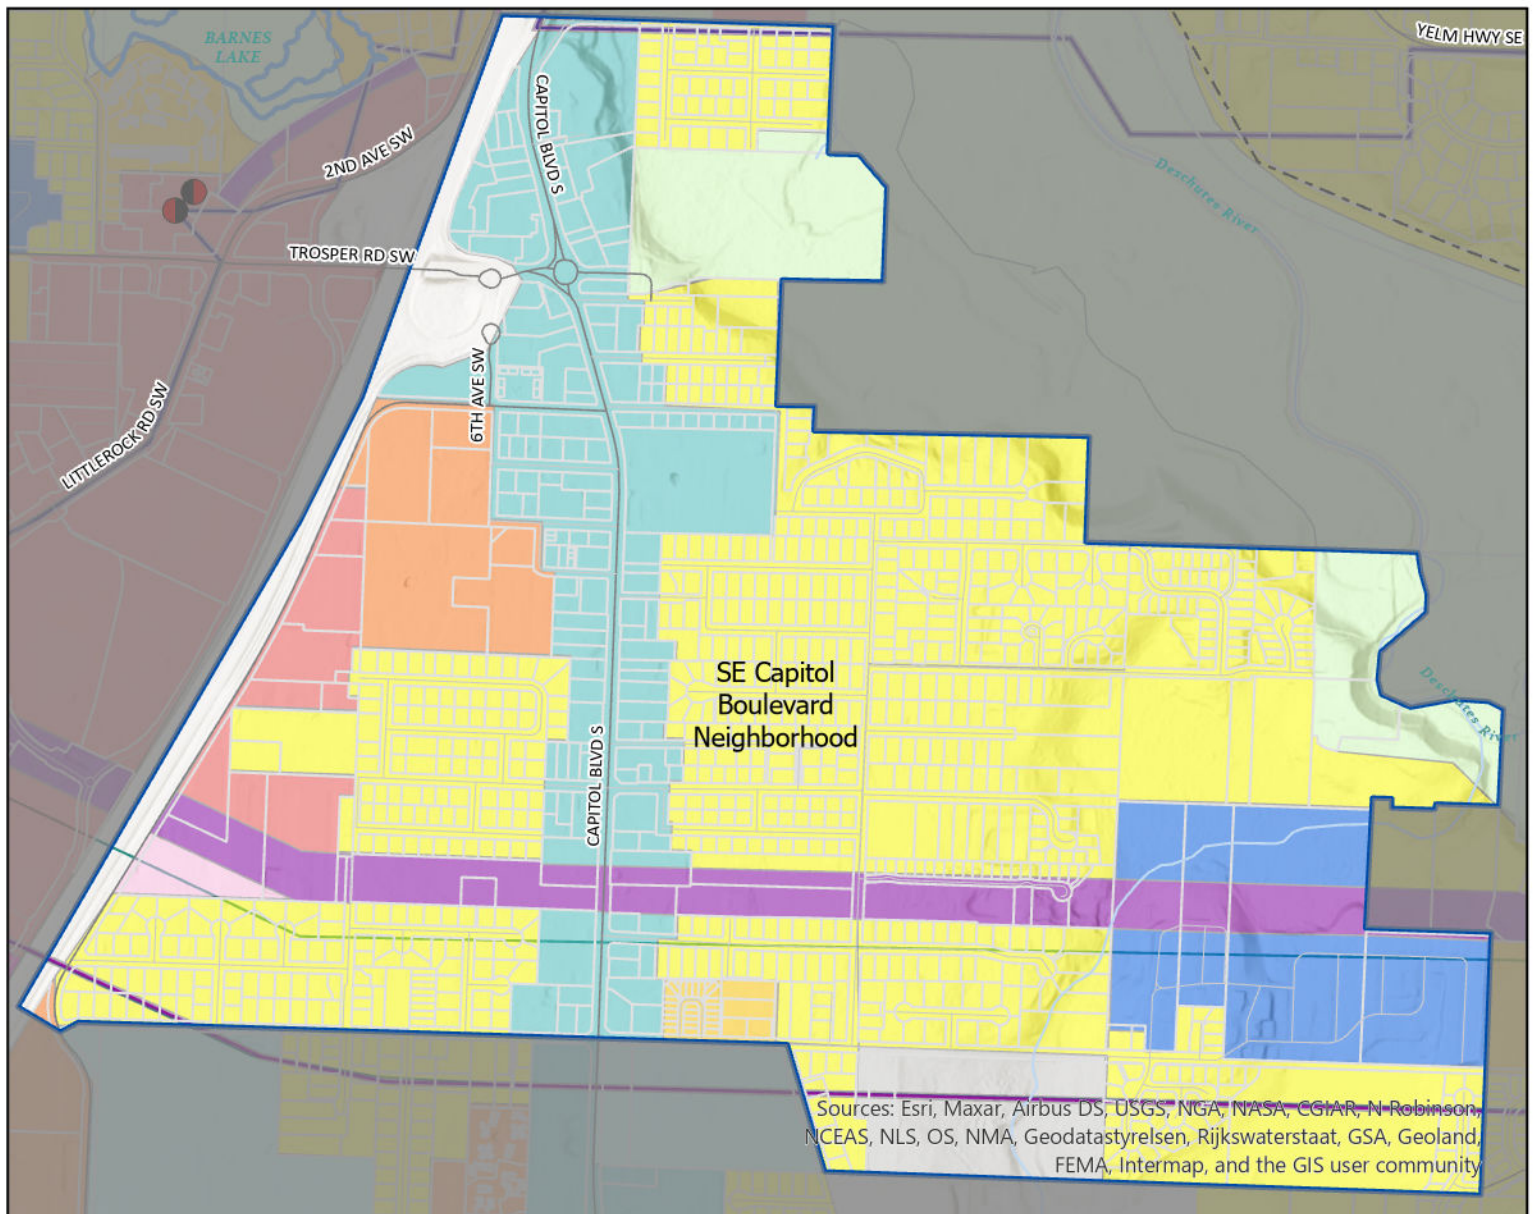 YELM HWY SE
BARNES
LAKE
CAPITOL BLVD S
2ND AVE SW
Deschutes River
TROSPER RD SW
6TH AVE SW
LITTLEROCK RD SW
SE Capitol
Boulevard
Neighborhood
Deschutes River
CAPITOL BLVD S
Sources: Esri, Maxar, Airbus DS, USGS, NGA, NASA, CGIAR, N Robinson,
NCEAS, NLS, OS, NMA, Geodatastyrelsen, Rijkswaterstaat, GSA, Geoland,
FEMA, Intermap, and the GIS user community